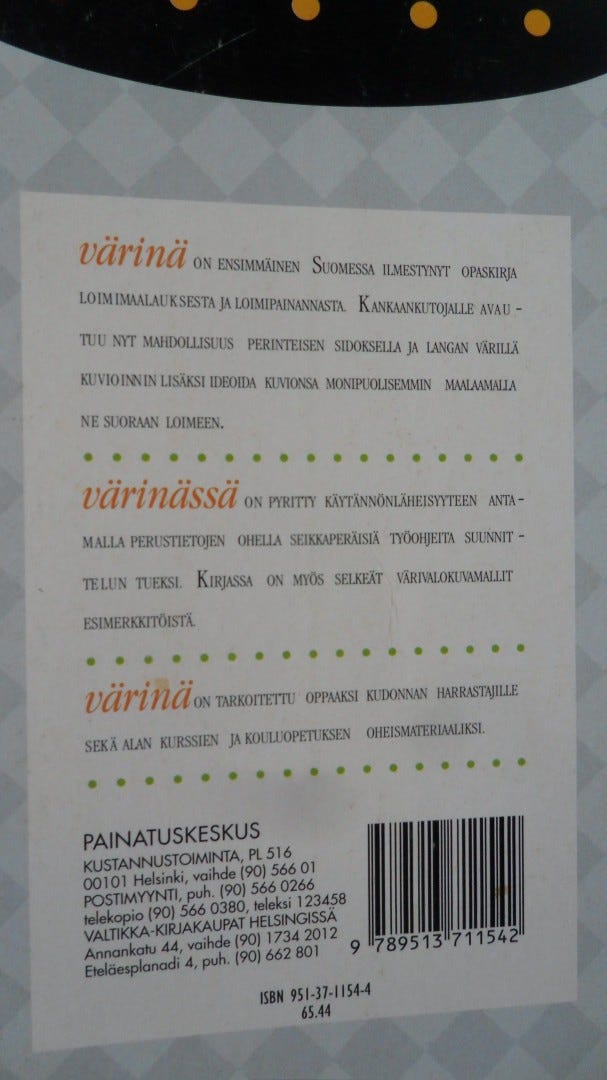 värinä ON ENSIMMÄINEN SUOMESSA ILMESTYNYT OPASKIRJA
LOIMIMAALAUKSESTA JA LOIMIPAINANNASTA. KANKAANKUTOJALLE AVAU-
TUU NYT MAHDOLLISUUS PERINTEISEN SIDOKSELLA JA LANGAN VÄRILLÄ
KUVIOINNIN LISÄKSI IDEOIDA KUVIONSA MONIPUOLISEMMIN MAALAAMALLA
NE SUORAAN LOIMEEN.
värinässä ON PYRITTY KÄYTÄNNÖNLÄHEISYYTEEN ANTA-
MALLA PERUSTIETOJEN OHELLA SEIKKAPERÄISIÄ TYÖOHJEITA SUUNNIT-
TELUN TUEKSI. KIRJASSA ON MYÖS SELKEÄT VÄRIVALOKUVAMALLIT
ESIMERKKITÖISTÄ.
värinä ON TARKOITETTU OPPAAKSI KUDONNAN HARRASTAJILLE
SEKÄ ALAN KURSSIEN JA KOULUOPETUKSEN OHEISMATERIAALIKSI.
PAINATUSKESKUS
KUSTANNUSTOIMINTA, PL 516
00101 Helsinki, vaihde (90) 566 01
POSTIMYYNTI, puh. (90) 566 0266
telekopio (90) 566 0380, teleksi 123458
VALTIKKA-KIRJAKAUPAT HELSINGISSÄ
Annankatu 44, vaihde (90) 1734 2012
Eteläesplanadi 4, puh. (90) 662 801
9 789513 711542
ISBN 951-37-1154-4
65.44